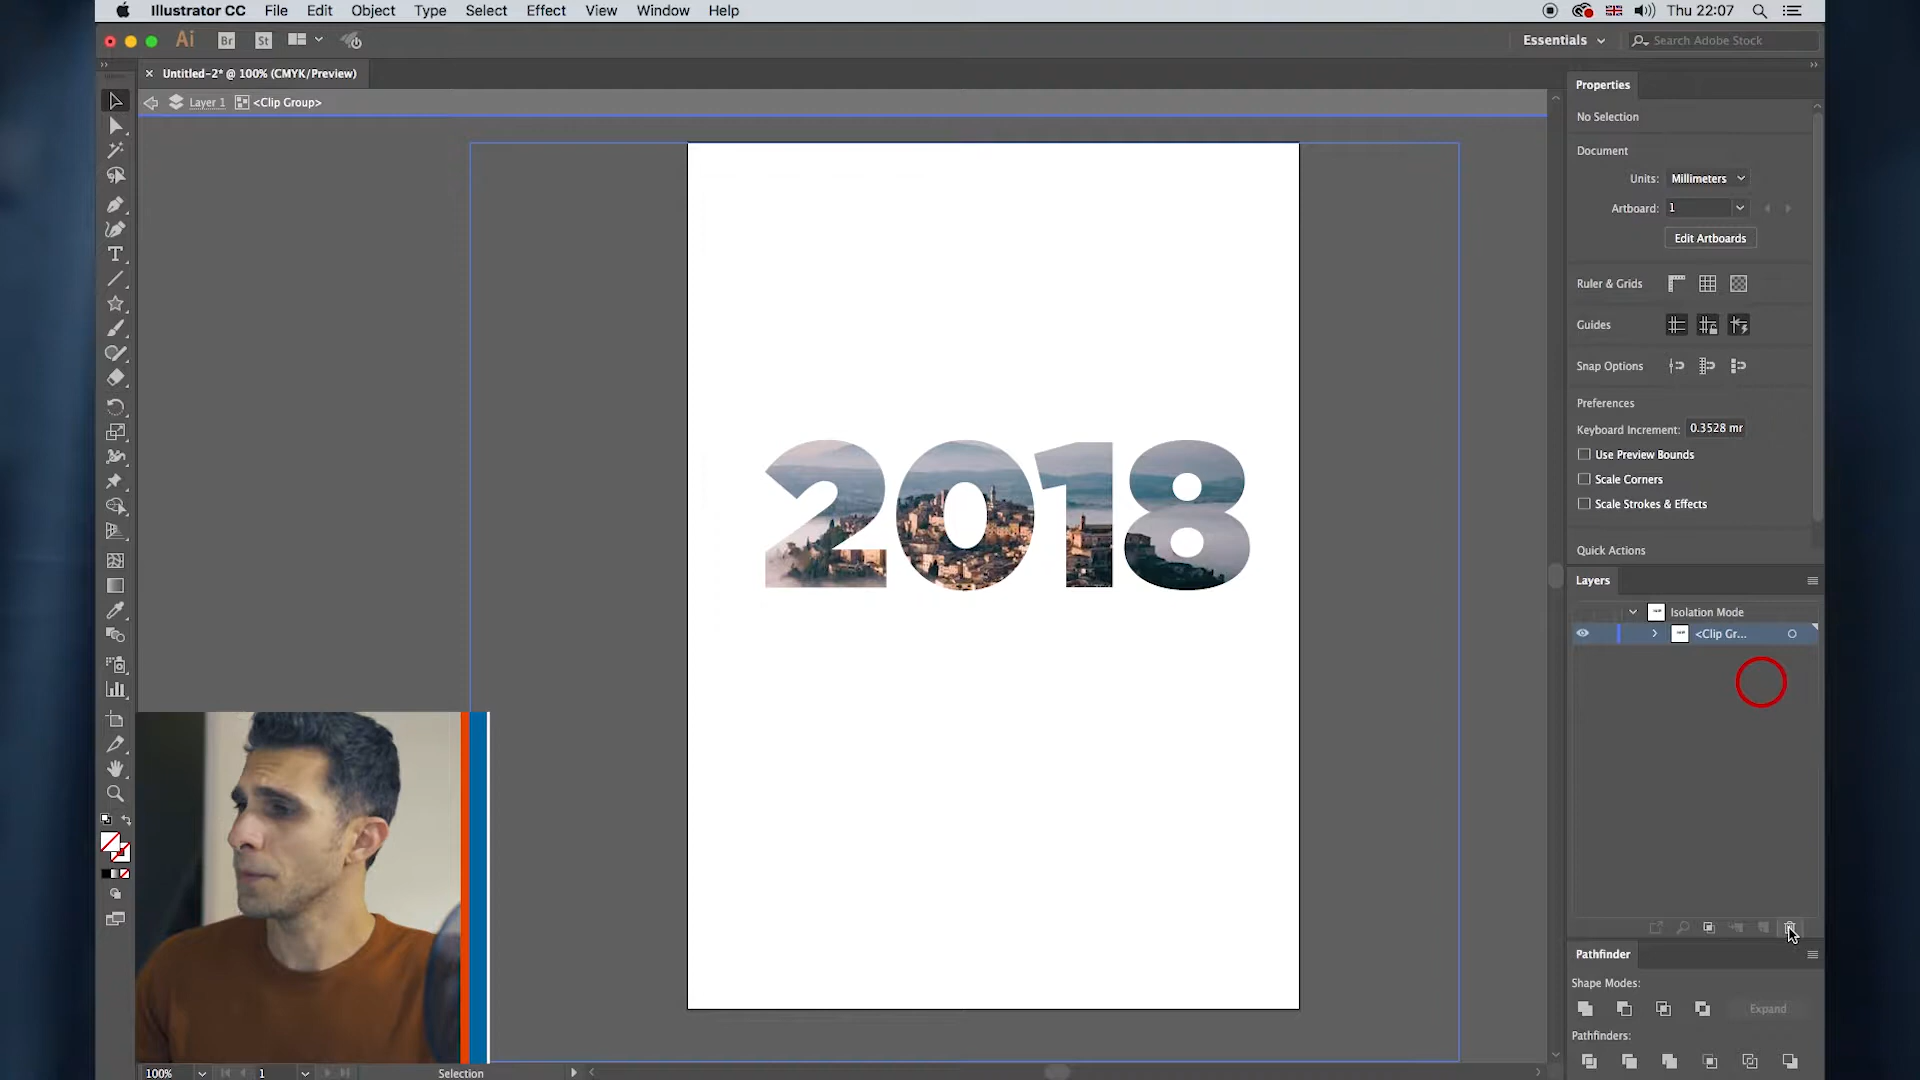 Illustrator CC File Edit Object Type Select Effect View Window Help
Thu 22:07
Ai Br St
Essentials
Search Adobe Stock
Untitled-2* @ 100% (CMYK/Preview)
Layer 1 <Clip Group>
Properties
No Selection
Document
Units: Millimeters
Artboard: 1
Edit Artboards
Ruler & Grids
Guides
Snap Options
Preferences
Keyboard Increment: 0.3528 mr
Use Preview Bounds
Scale Corners
Scale Strokes & Effects
Quick Actions
2018
Layers
Isolation Mode
<Clip Gr...
Pathfinder
Shape Modes:
Expand
Pathfinders:
100% 1 Selection